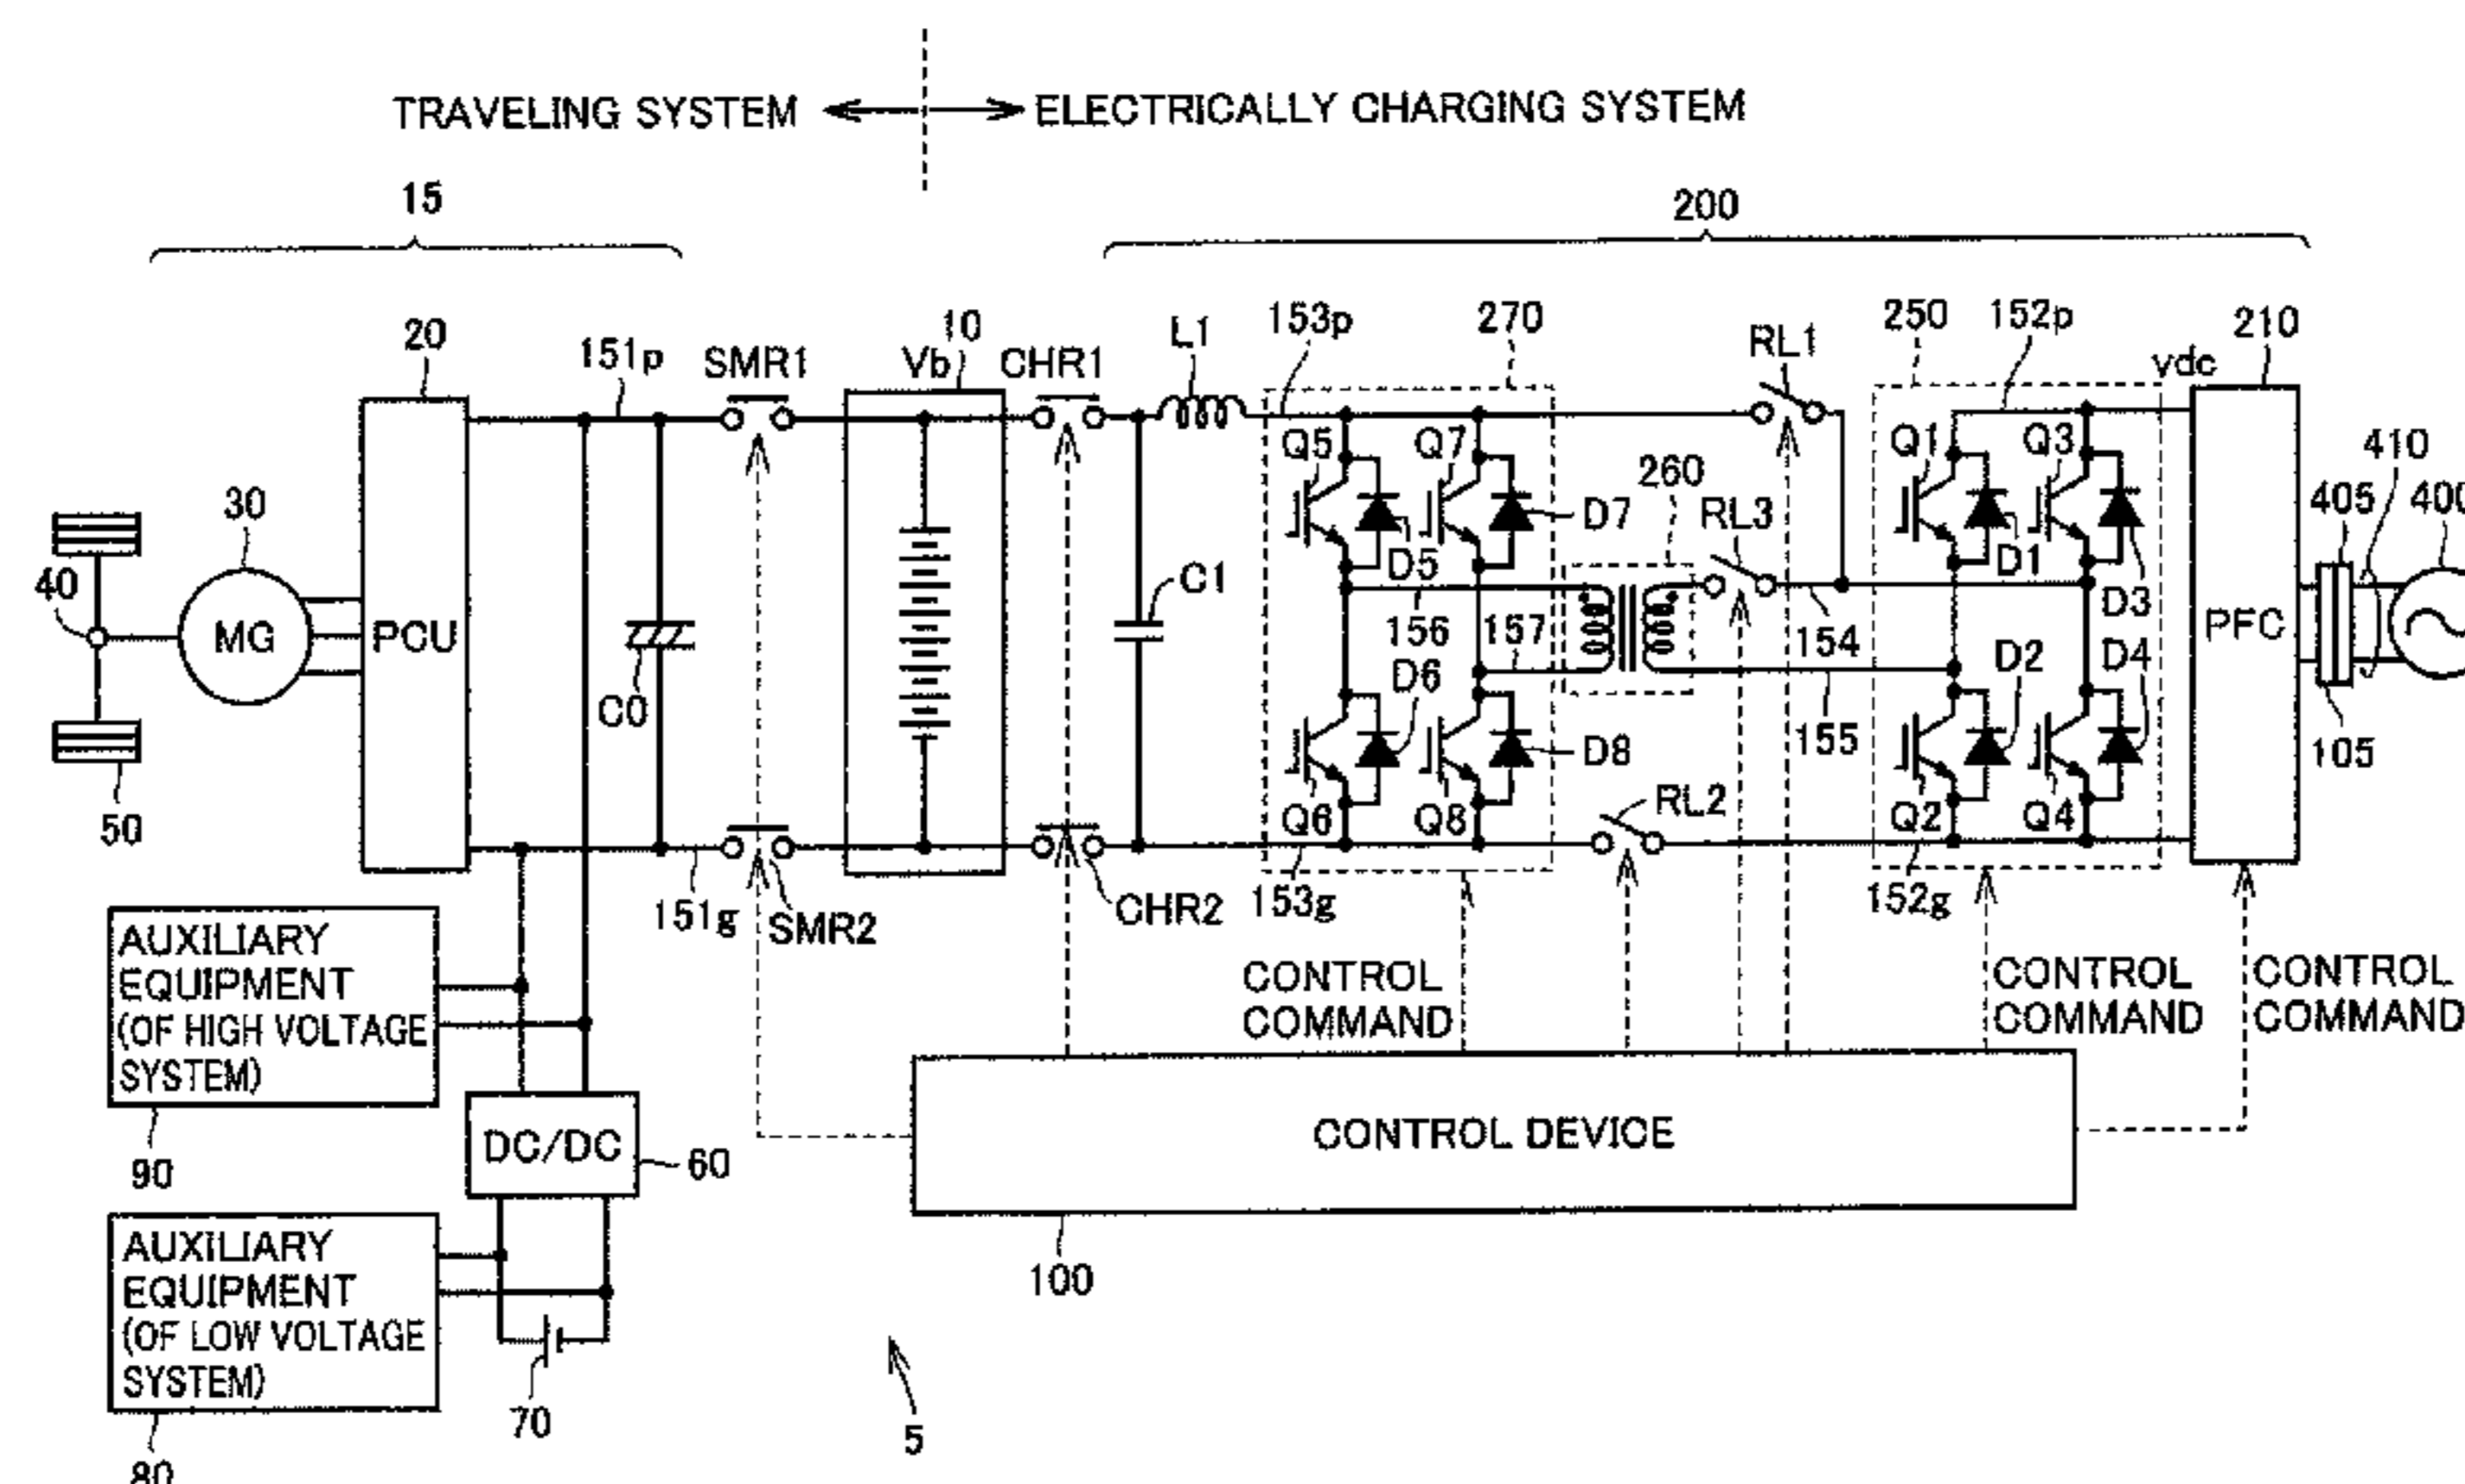 TRAVELING SYSTEM
ELECTRICALLY CHARGING SYSTEM
15
200
20
151p
SMR1
Vb
10
CHR1
L1
153p
270
RL1
250
152p
vdc
210
30
40
MG
PCU
C0
50
C1
Q5
Q7
D5
D7
260
RL3
156
157
154
155
Q1
Q3
D1
D3
D2
D4
PFC
410
405
400
105
D6
D8
Q6
Q8
RL2
Q2
Q4
151g
SMR2
CHR2
153g
152g
AUXILIARY
EQUIPMENT
(OF HIGH VOLTAGE
SYSTEM)
90
CONTROL
COMMAND
CONTROL
COMMAND
CONTROL
COMMAND
DC/DC
60
CONTROL DEVICE
100
AUXILIARY
EQUIPMENT
(OF LOW VOLTAGE
SYSTEM)
70
80
5